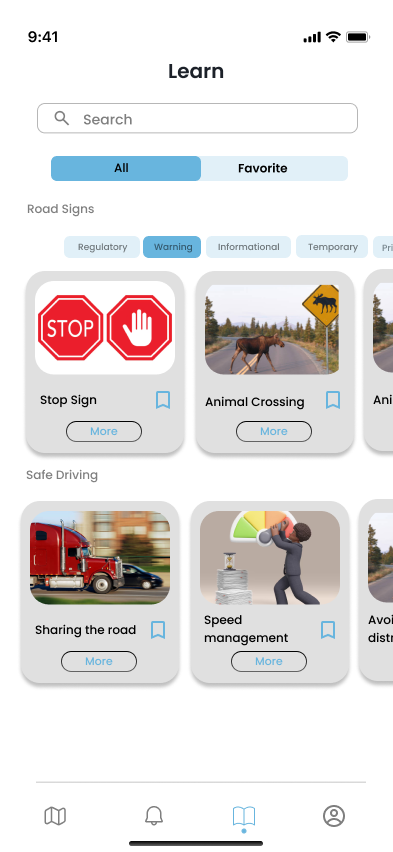 9:41
Learn
Search
All Favorite
Road Signs
Regulatory Warning Informational Temporary Pri
STOP
Stop Sign Animal Crossing Ani
More More
Safe Driving
Sharing the road Speed management Avoi distr
More More